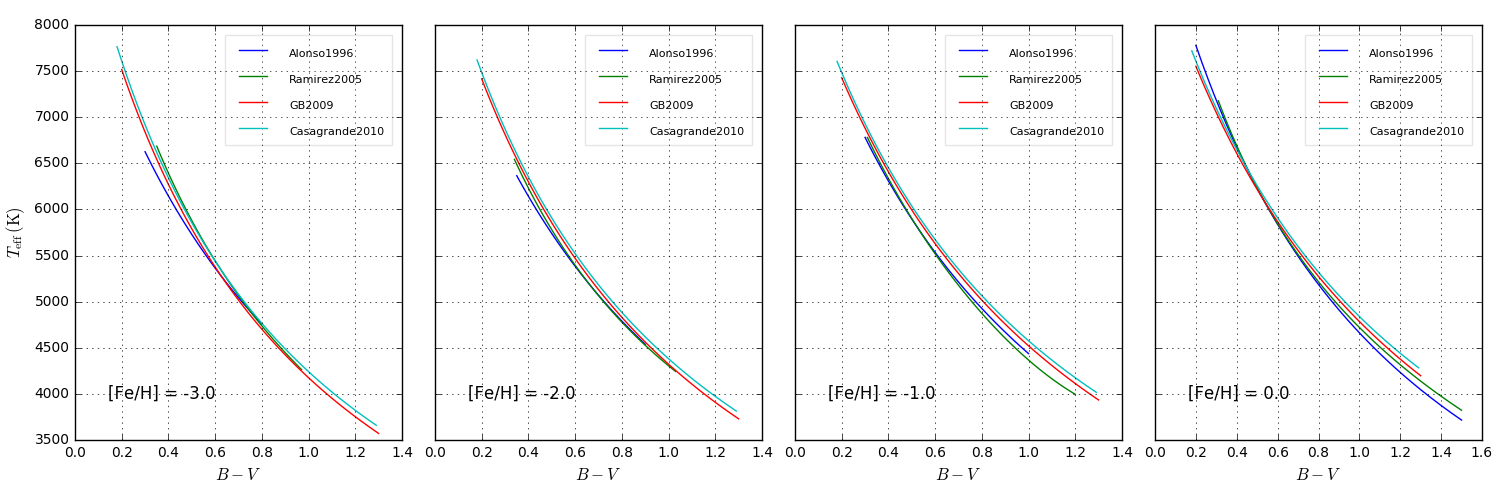 8000
7500
7000
6500
6000
5500
5000
4500
4000
3500
T_eff (K)
Alonso1996
Ramirez2005
GB2009
Casagrande2010
[Fe/H] = -3.0
0.0 0.2 0.4 0.6 0.8 1.0 1.2 1.4
B − V
Alonso1996
Ramirez2005
GB2009
Casagrande2010
[Fe/H] = -2.0
0.0 0.2 0.4 0.6 0.8 1.0 1.2 1.4
B − V
Alonso1996
Ramirez2005
GB2009
Casagrande2010
[Fe/H] = -1.0
0.0 0.2 0.4 0.6 0.8 1.0 1.2 1.4
B − V
Alonso1996
Ramirez2005
GB2009
Casagrande2010
[Fe/H] = 0.0
0.0 0.2 0.4 0.6 0.8 1.0 1.2 1.4 1.6
B − V